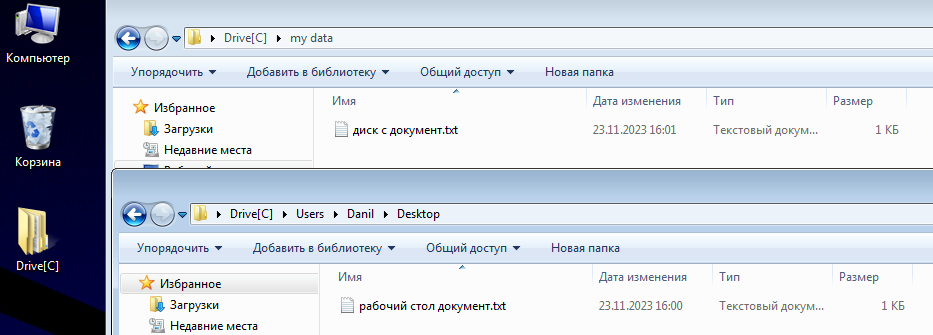 Компьютер
Корзина
Drive[C]
Drive[C] my data
Упорядочить Добавить в библиотеку Общий доступ Новая папка
Избранное
Загрузки
Недавние места
Имя Дата изменения Тип Размер
диск с документ.txt 23.11.2023 16:01 Текстовый докум... 1 КБ
Drive[C] Users Danil Desktop
Упорядочить Добавить в библиотеку Общий доступ Новая папка
Избранное
Загрузки
Недавние места
Имя Дата изменения Тип Размер
рабочий стол документ.txt 23.11.2023 16:00 Текстовый докум... 1 КБ